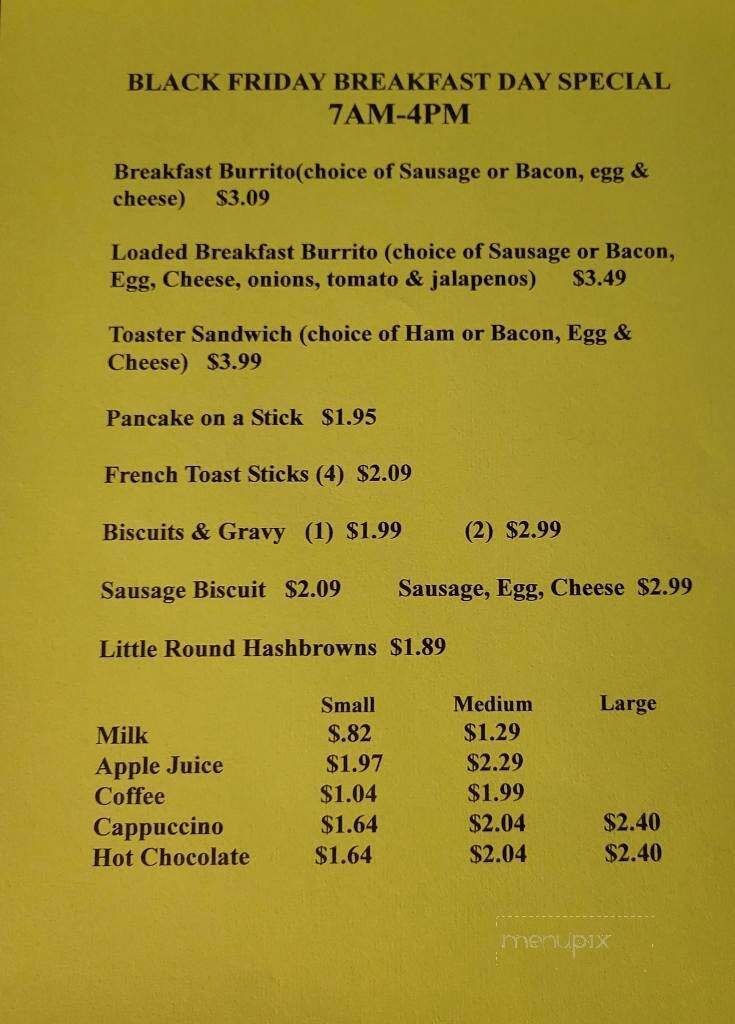 BLACK FRIDAY BREAKFAST DAY SPECIAL
7AM-4PM
Breakfast Burrito(choice of Sausage or Bacon, egg &
cheese) $3.09
Loaded Breakfast Burrito (choice of Sausage or Bacon,
Egg, Cheese, onions, tomato & jalapenos) $3.49
Toaster Sandwich (choice of Ham or Bacon, Egg &
Cheese) $3.99
Pancake on a Stick $1.95
French Toast Sticks (4) $2.09
Biscuits & Gravy (1) $1.99 (2) $2.99
Sausage Biscuit $2.09 Sausage, Egg, Cheese $2.99
Little Round Hashbrowns $1.89
Small Medium Large
Milk $.82 $1.29
Apple Juice $1.97 $2.29
Coffee $1.04 $1.99
Cappuccino $1.64 $2.04 $2.40
Hot Chocolate $1.64 $2.04 $2.40
menupix